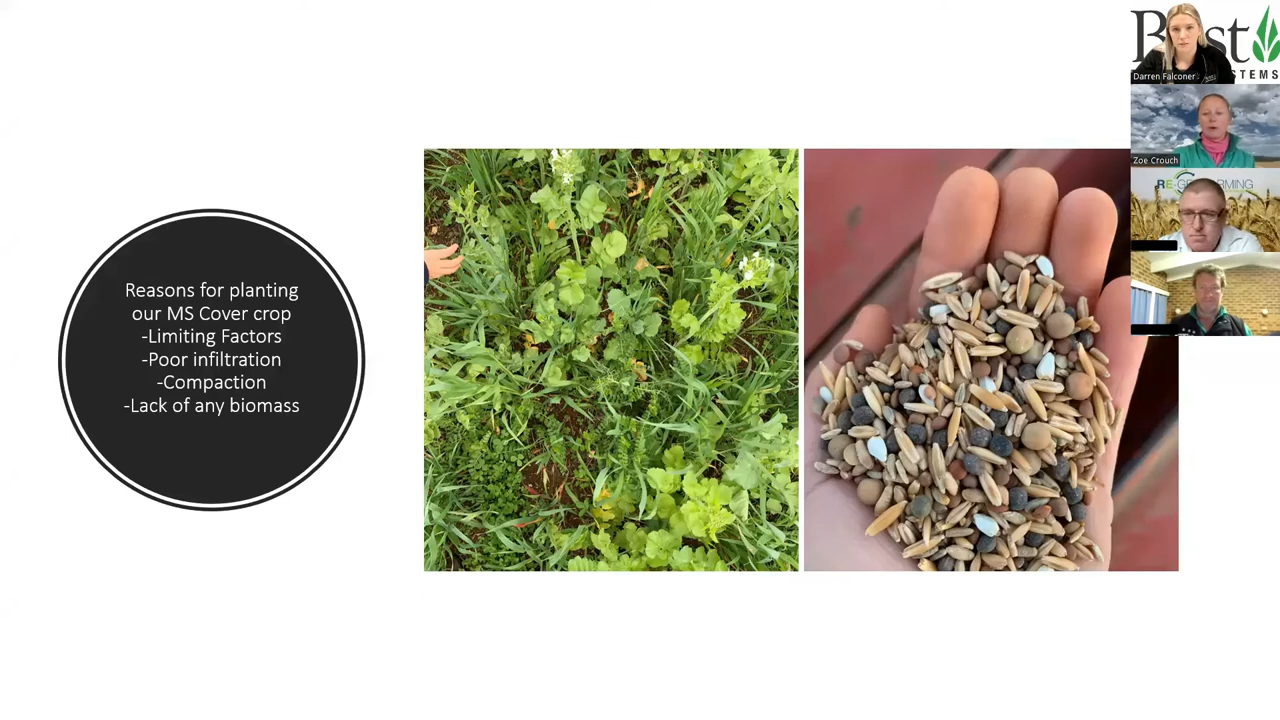 Reasons for planting
our MS Cover crop
-Limiting Factors
-Poor infiltration
-Compaction
-Lack of any biomass
STEMS
Darren Falconer
Zoe Crouch